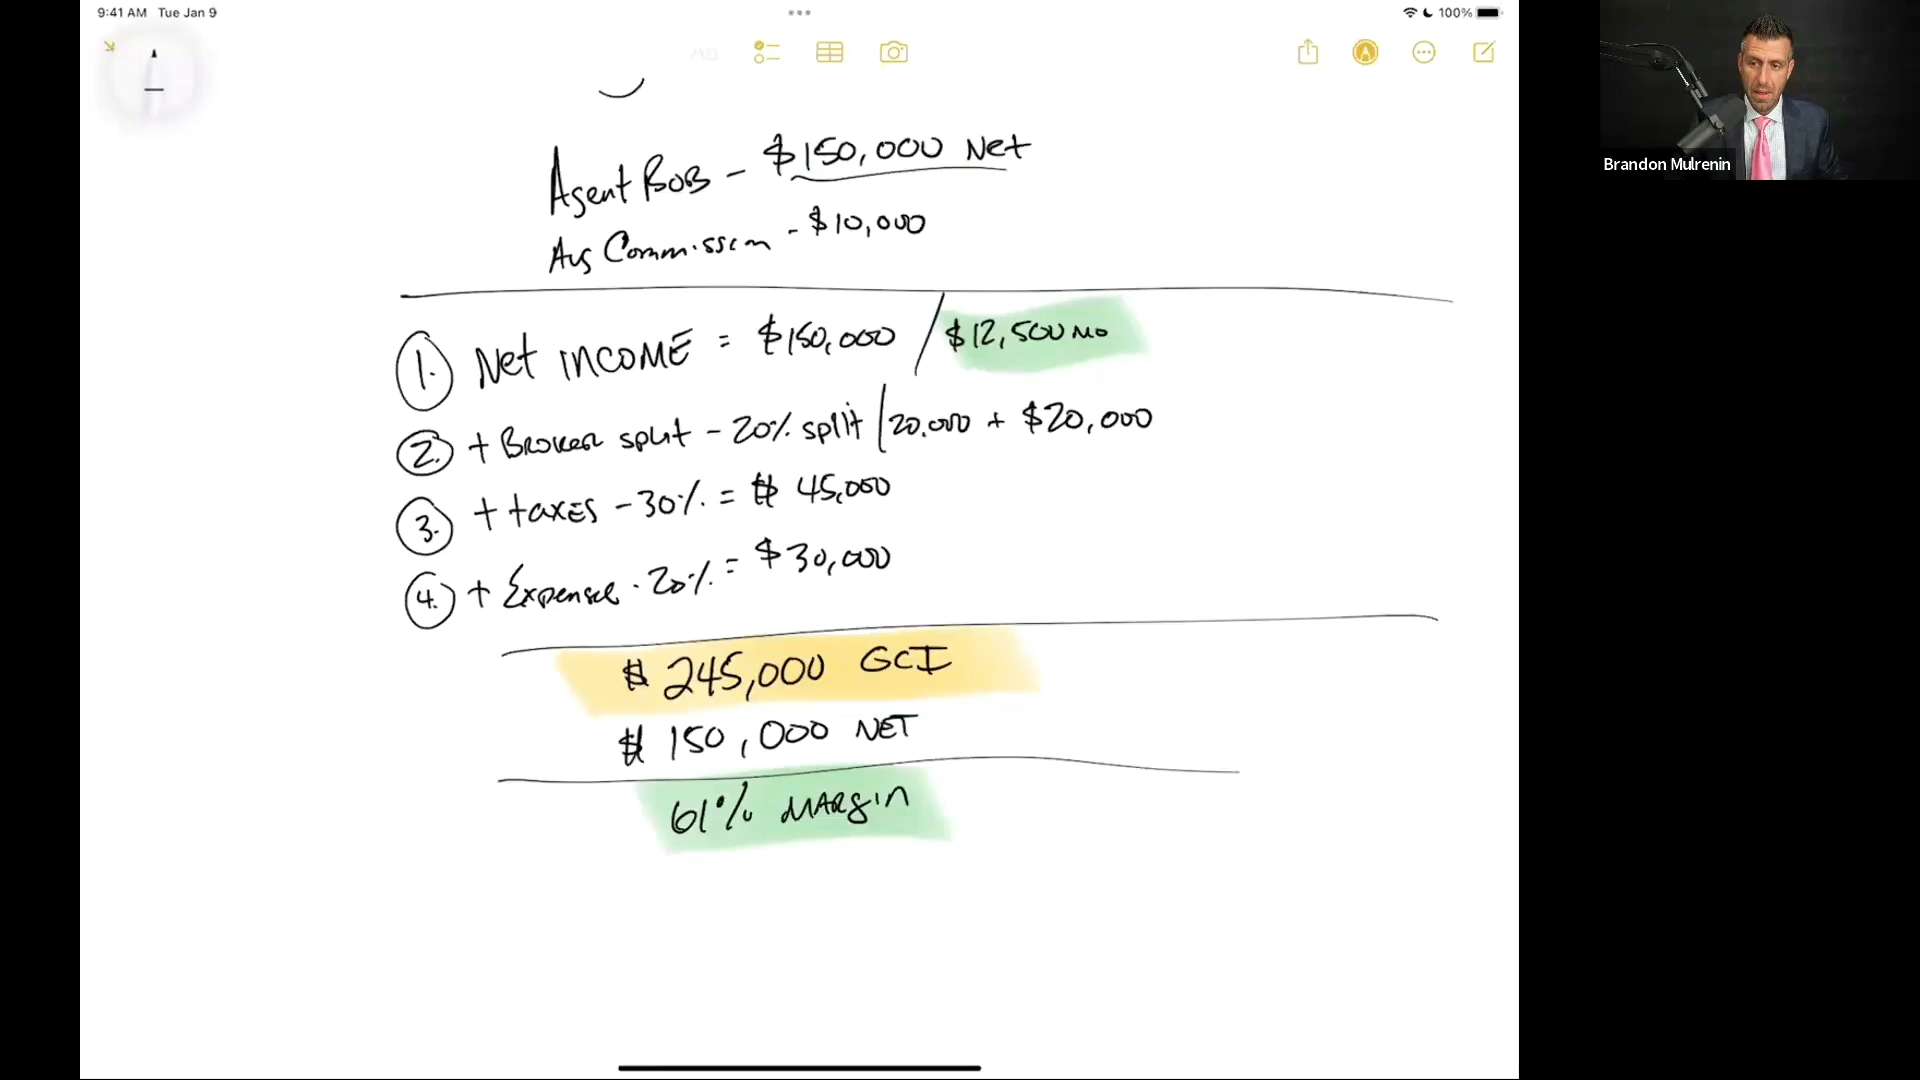 9:41 AM Tue Jan 9
100%
Brandon Mulrenin
Agent BOB - $150,000 Net
Avg Commission - $10,000
1. Net INCOME = $150,000 / $12,500 MO
2. + Broker split - 20% split / 20,000 + $20,000
3. + taxes - 30% = $ 45,000
4. + Expenses - 20% = $30,000
$ 245,000 GCI
$ 150,000 NET
61% MARgin